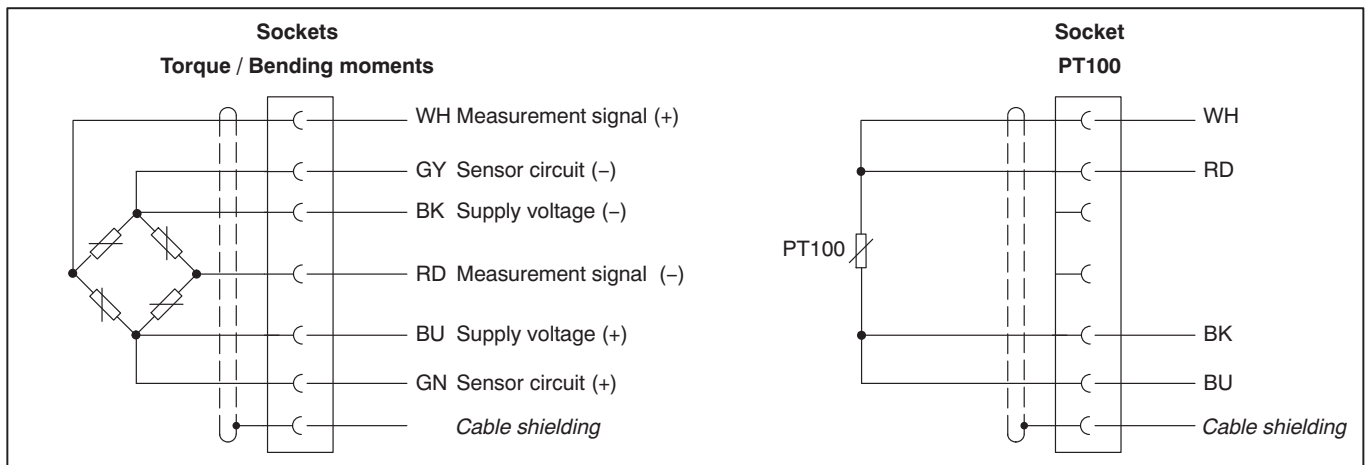 Sockets
Torque / Bending moments
WH Measurement signal (+)
GY Sensor circuit (−)
BK Supply voltage (−)
RD Measurement signal (−)
BU Supply voltage (+)
GN Sensor circuit (+)
Cable shielding
Socket
PT100
WH
RD
PT100
BK
BU
Cable shielding